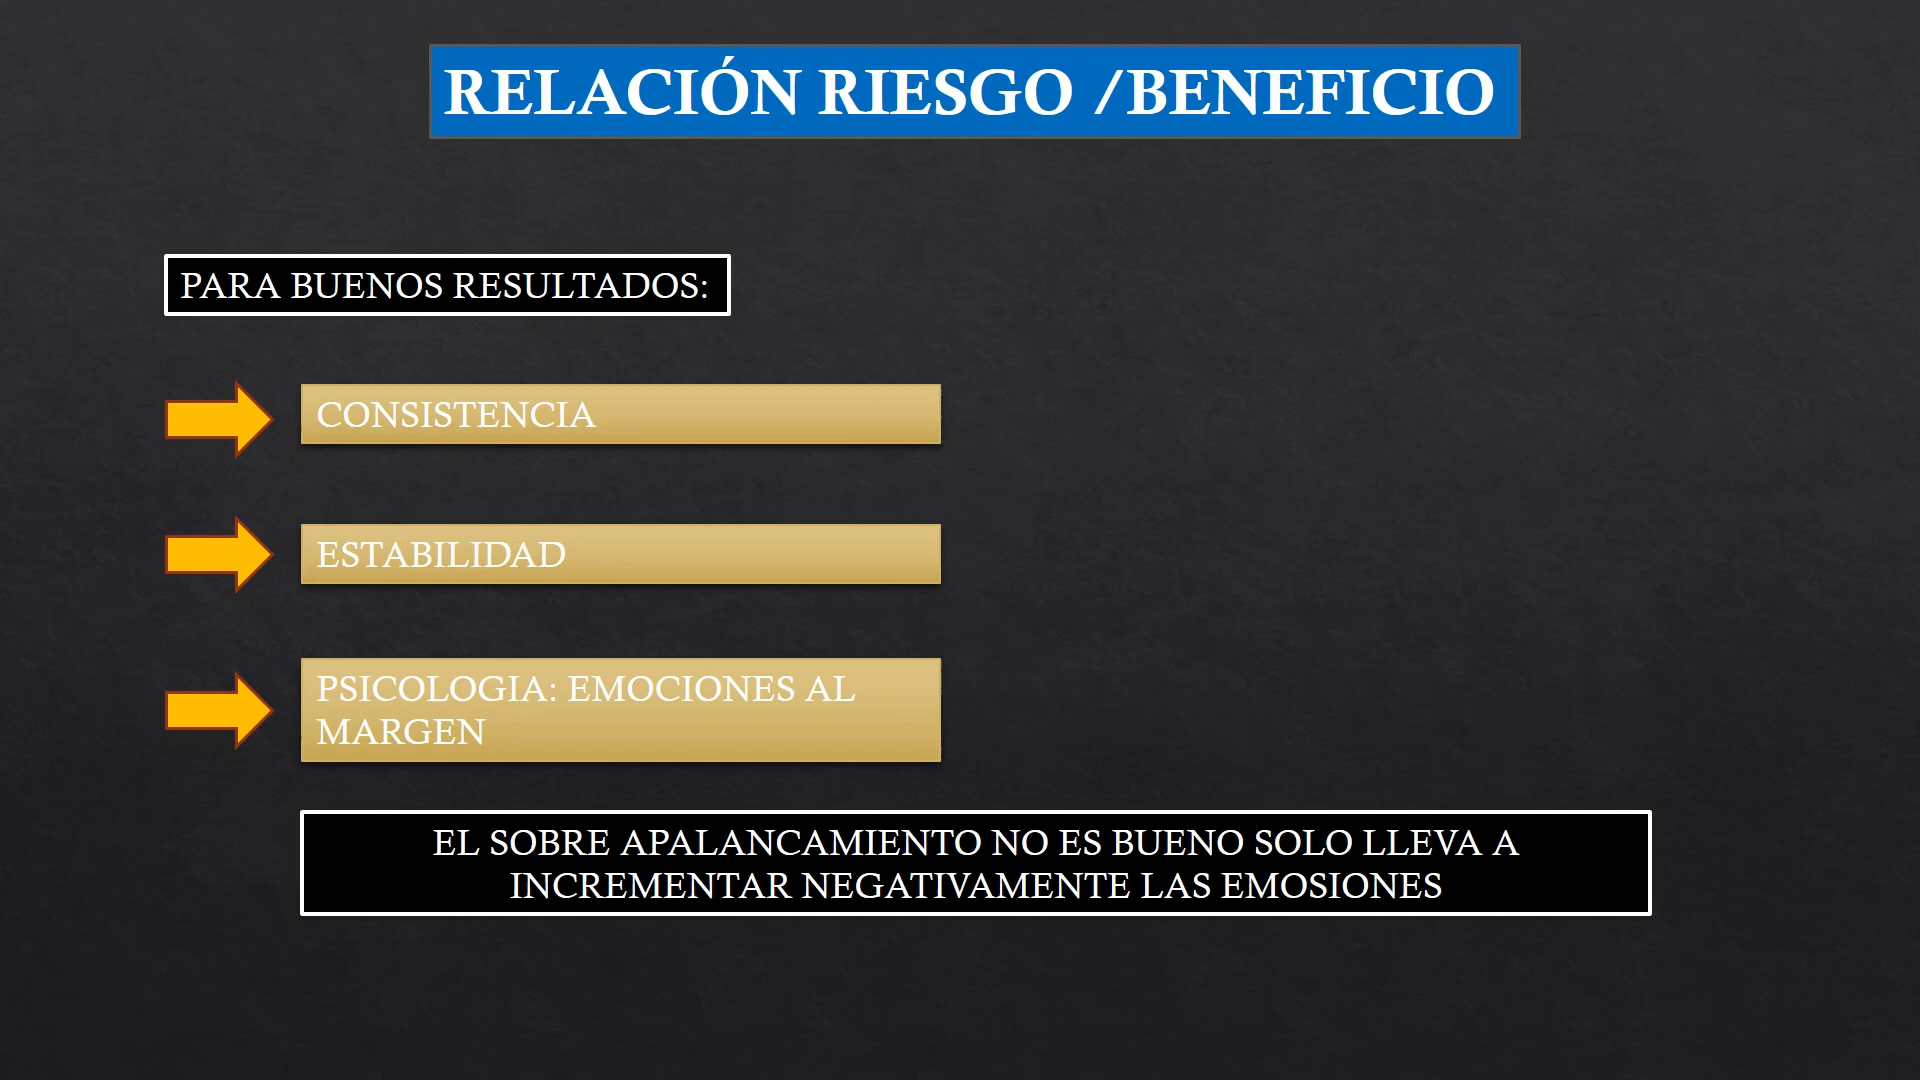 RELACIÓN RIESGO /BENEFICIO
PARA BUENOS RESULTADOS:
CONSISTENCIA
ESTABILIDAD
PSICOLOGIA: EMOCIONES AL
MARGEN
EL SOBRE APALANCAMIENTO NO ES BUENO SOLO LLEVA A
INCREMENTAR NEGATIVAMENTE LAS EMOSIONES